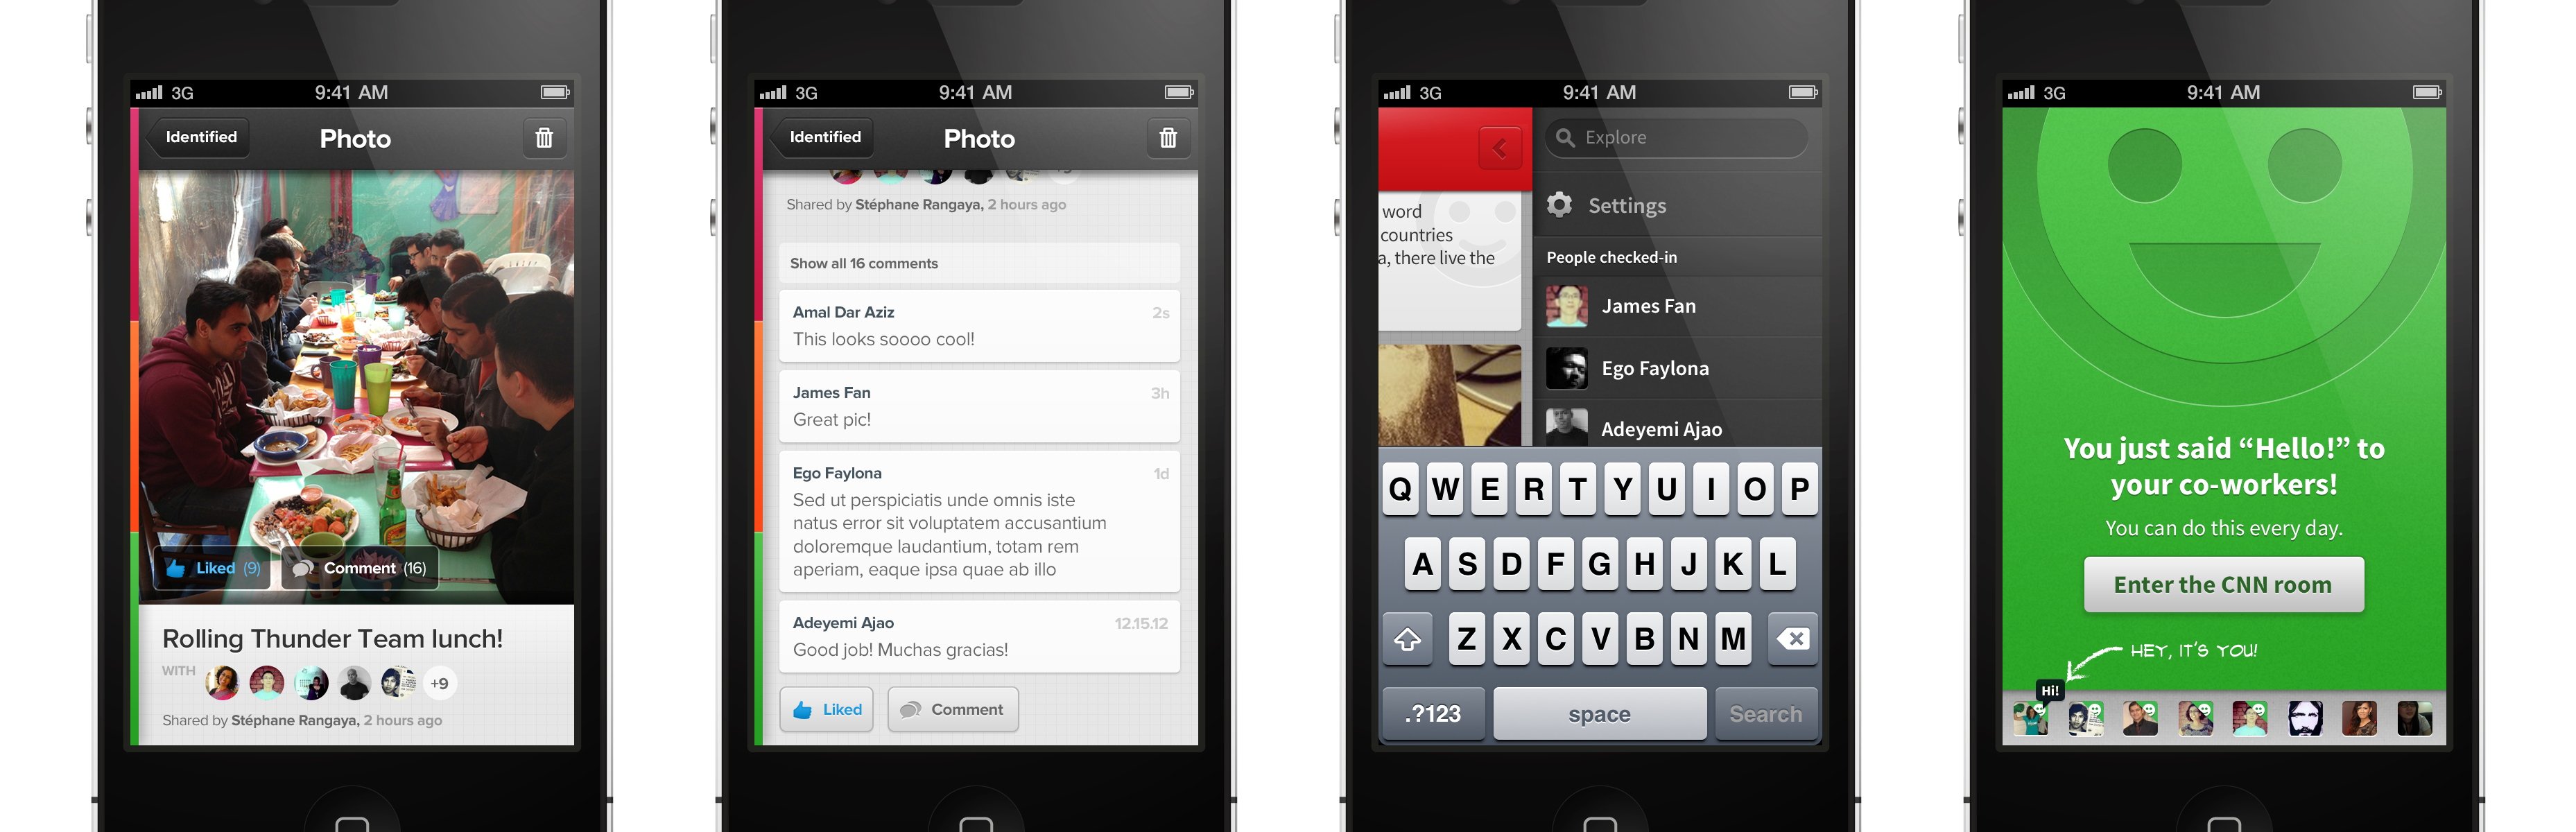 3G 9:41 AM
Identified Photo
Liked (9) Comment (16)
Rolling Thunder Team lunch!
WITH +9
Shared by Stéphane Rangaya, 2 hours ago
3G 9:41 AM
Identified Photo
Shared by Stéphane Rangaya, 2 hours ago
Show all 16 comments
Amal Dar Aziz 2s
This looks soooo cool!
James Fan 3h
Great pic!
Ego Faylona 1d
Sed ut perspiciatis unde omnis iste
natus error sit voluptatem accusantium
doloremque laudantium, totam rem
aperiam, eaque ipsa quae ab illo
Adeyemi Ajao 12.15.12
Good job! Muchas gracias!
Liked Comment
3G 9:41 AM
Explore
Settings
word
countries
a, there live the
People checked-in
James Fan
Ego Faylona
Adeyemi Ajao
Q W E R T Y U I O P
A S D F G H J K L
Z X C V B N M
.?123 space Search
3G 9:41 AM
You just said “Hello!” to
your co-workers!
You can do this every day.
Enter the CNN room
HEY, IT'S YOU!
Hi!